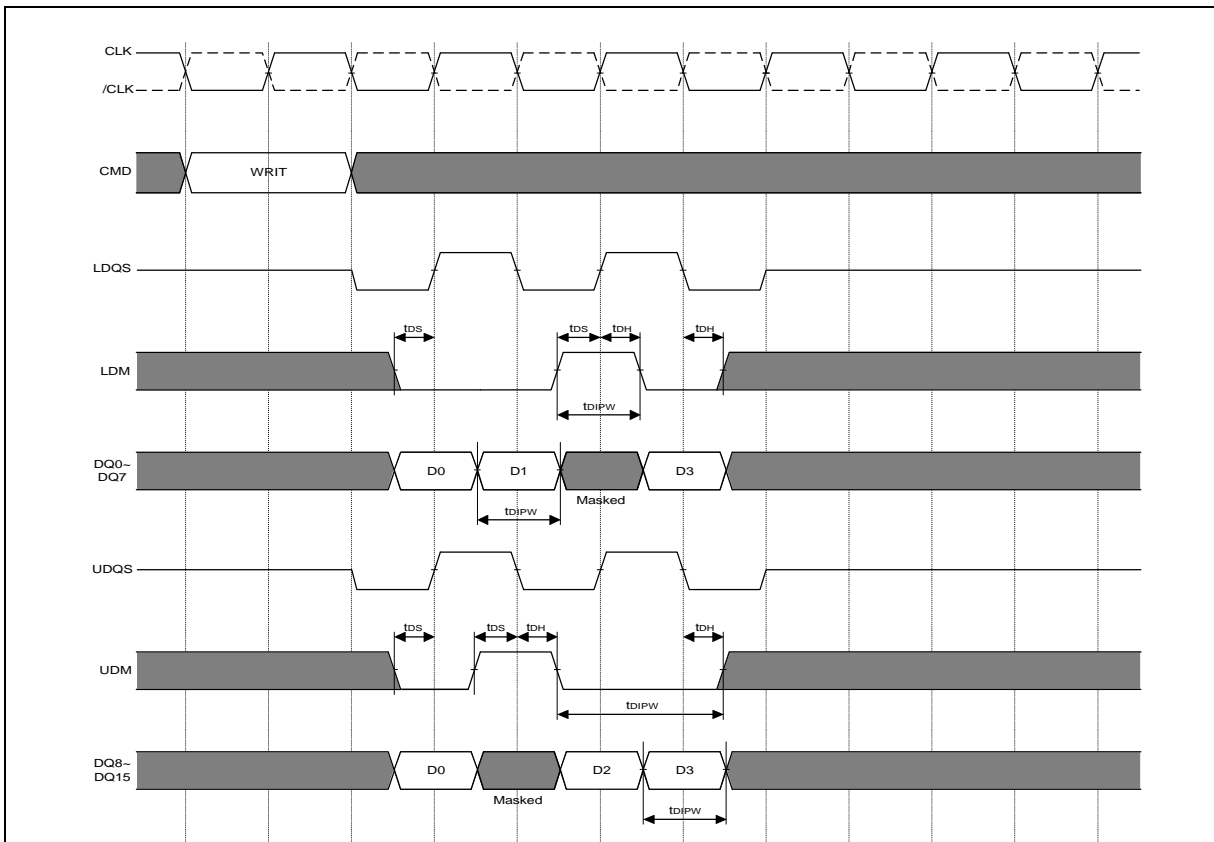 CLK
/CLK
CMD
WRIT
LDQS
tDS
tDS
tDH
tDH
LDM
tDIPW
DQ0~
DQ7
D0
D1
D3
Masked
tDIPW
UDQS
tDS
tDS
tDH
tDH
UDM
tDIPW
DQ8~
DQ15
D0
D2
D3
Masked
tDIPW